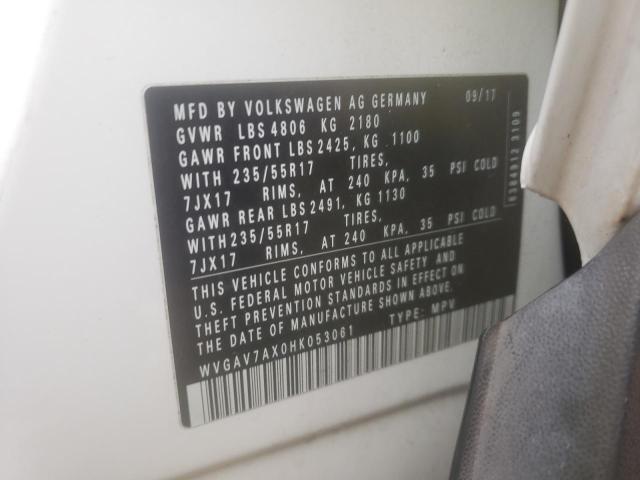 MFD BY VOLKSWAGEN AG GERMANY 09/17
GVWR LBS 4806 KG 2180
GAWR FRONT LBS 2425, KG 1100
WITH 235/55R17 TIRES,
7JX17 RIMS, AT 240 KPA, 35 PSI COLD
GAWR REAR LBS 2491, KG 1130
WITH 235/55R17 TIRES,
7JX17 RIMS, AT 240 KPA, 35 PSI COLD
THIS VEHICLE CONFORMS TO ALL APPLICABLE
U.S. FEDERAL MOTOR VEHICLE SAFETY AND
THEFT PREVENTION STANDARDS IN EFFECT ON
THE DATE OF MANUFACTURE SHOWN ABOVE.
WVGAV7AX0HK053061 TYPE: MPV
6384912 3109